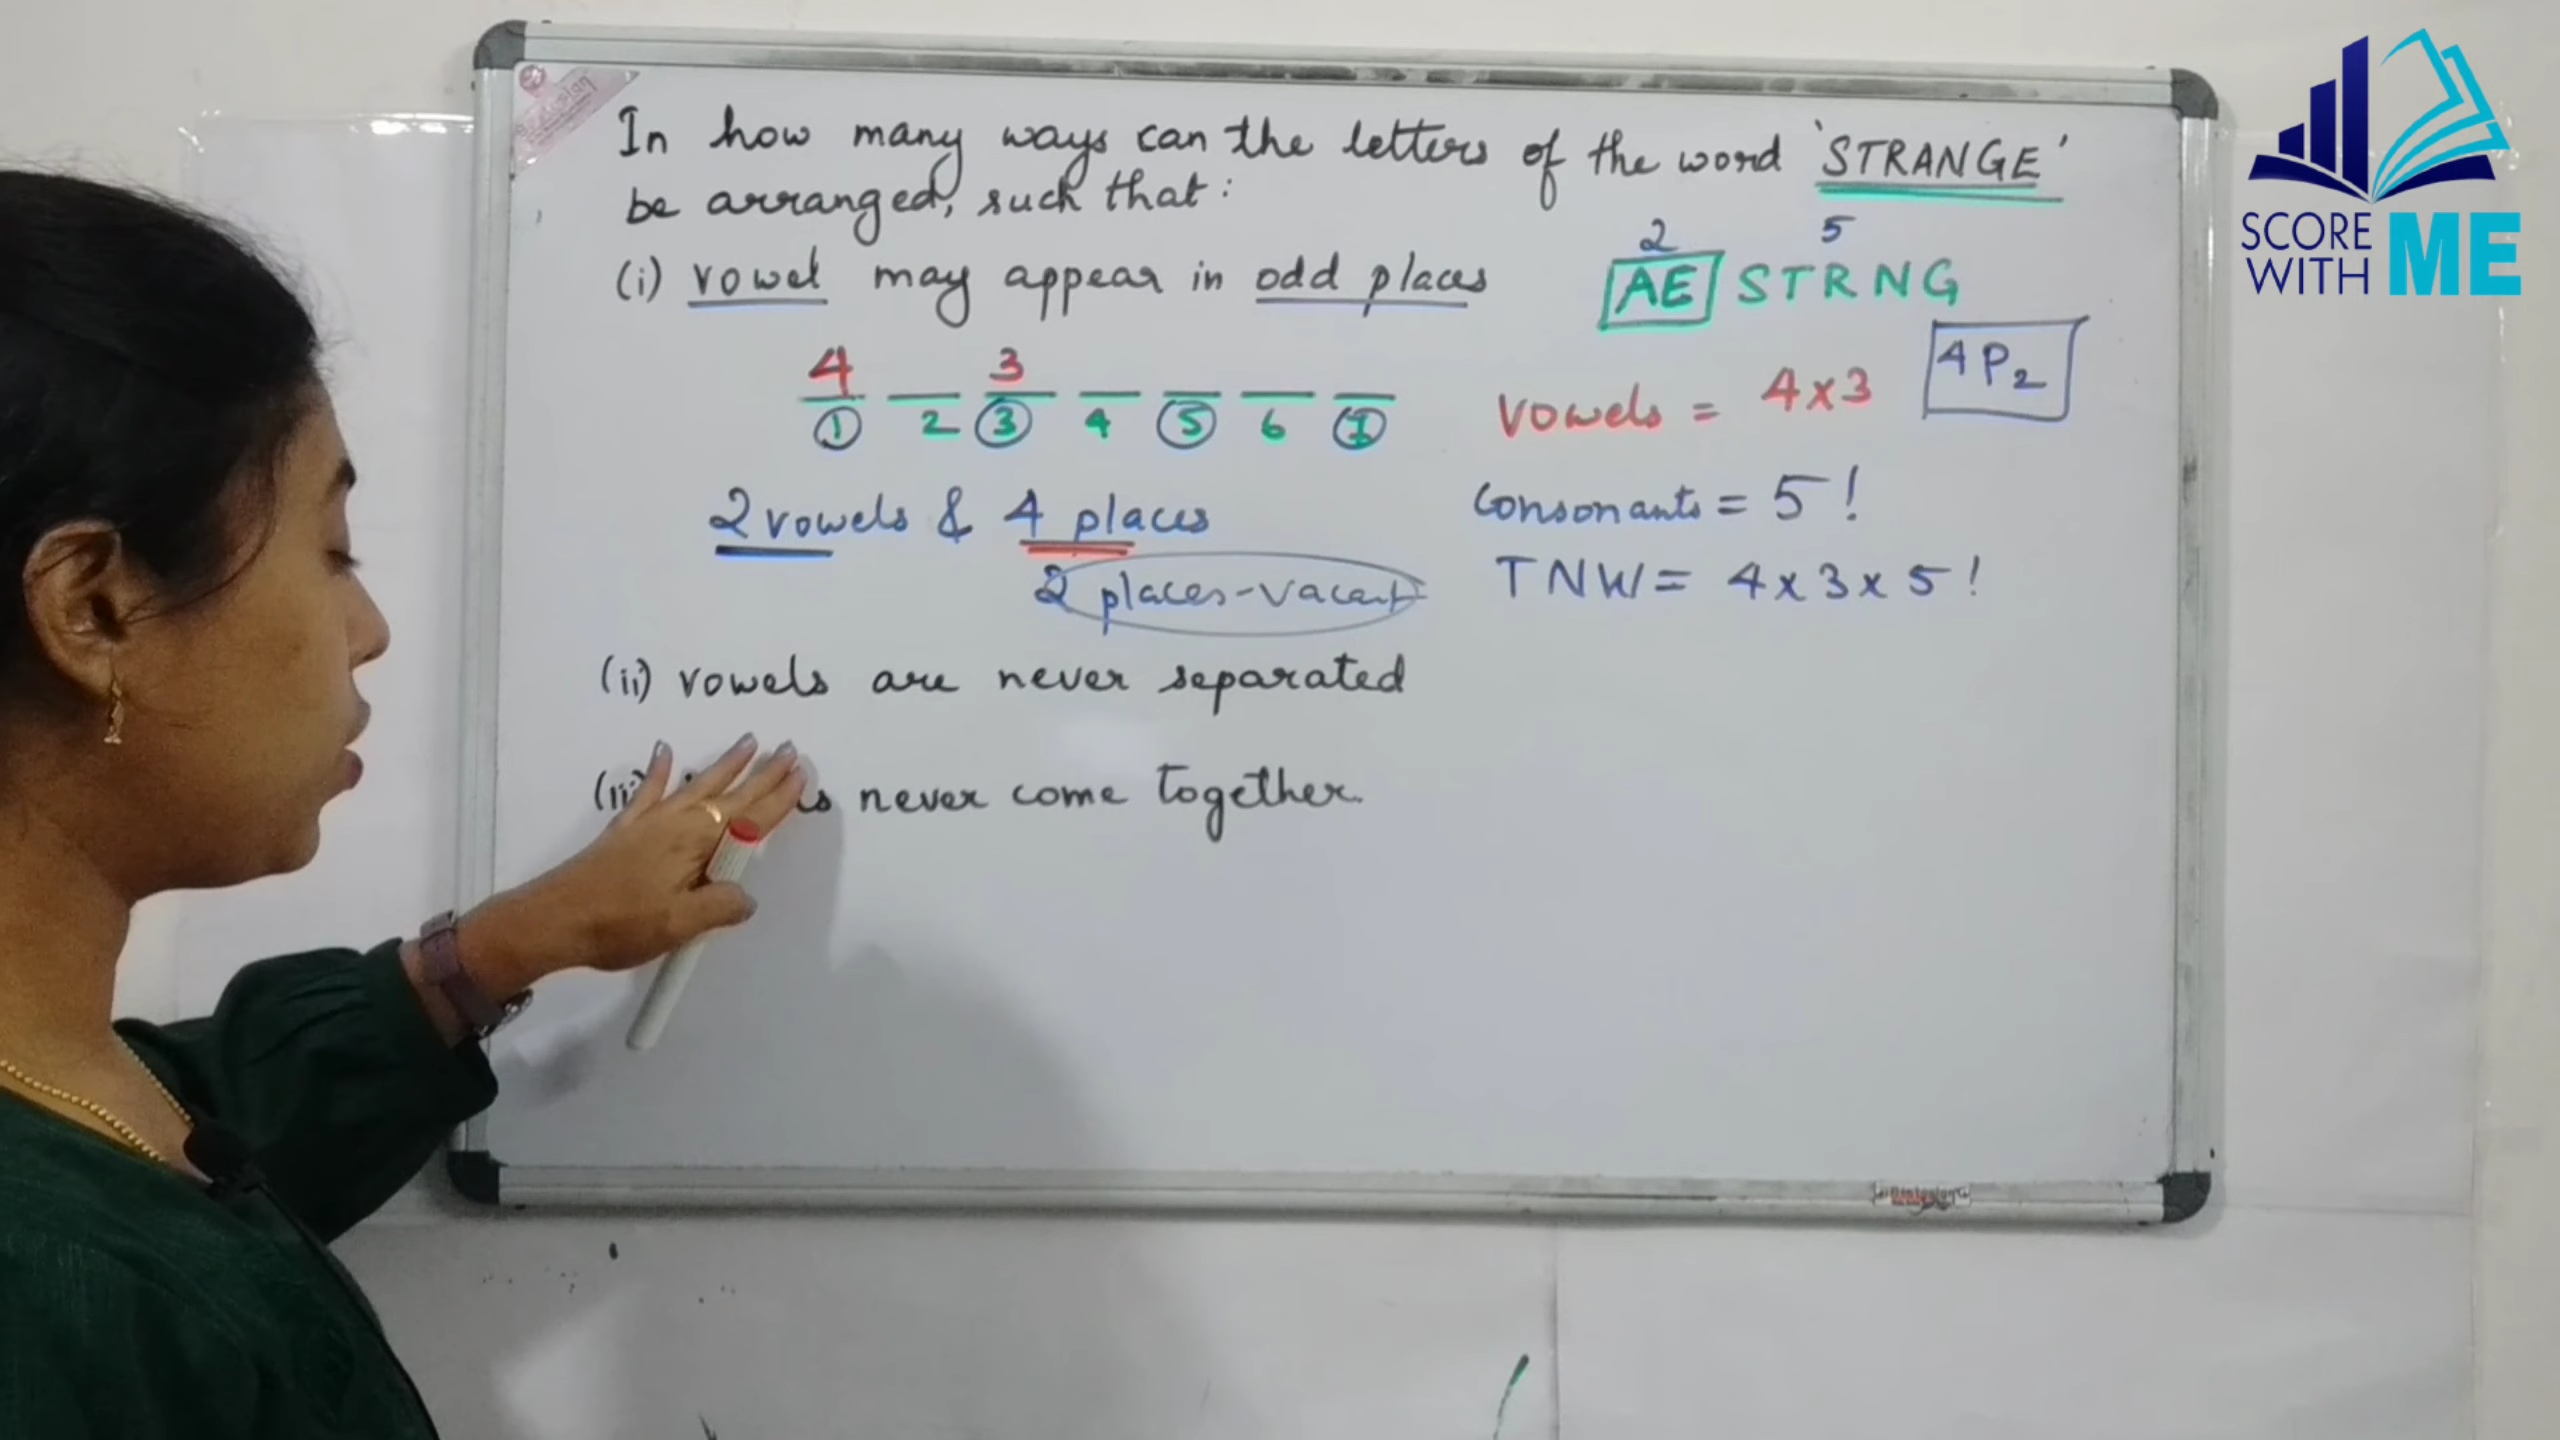 In how many ways can the letters of the word 'STRANGE'
be arranged, such that:
2 5
(i) vowel may appear in odd places
AE STRNG
4 3
1 2 3 4 5 6 7
Vowels = 4x3 4P2
2 vowels & 4 places
2 places-vacant
Consonants = 5!
TNW = 4x3x5!
(ii) vowels are never separated
never come together.
SCORE
WITH ME